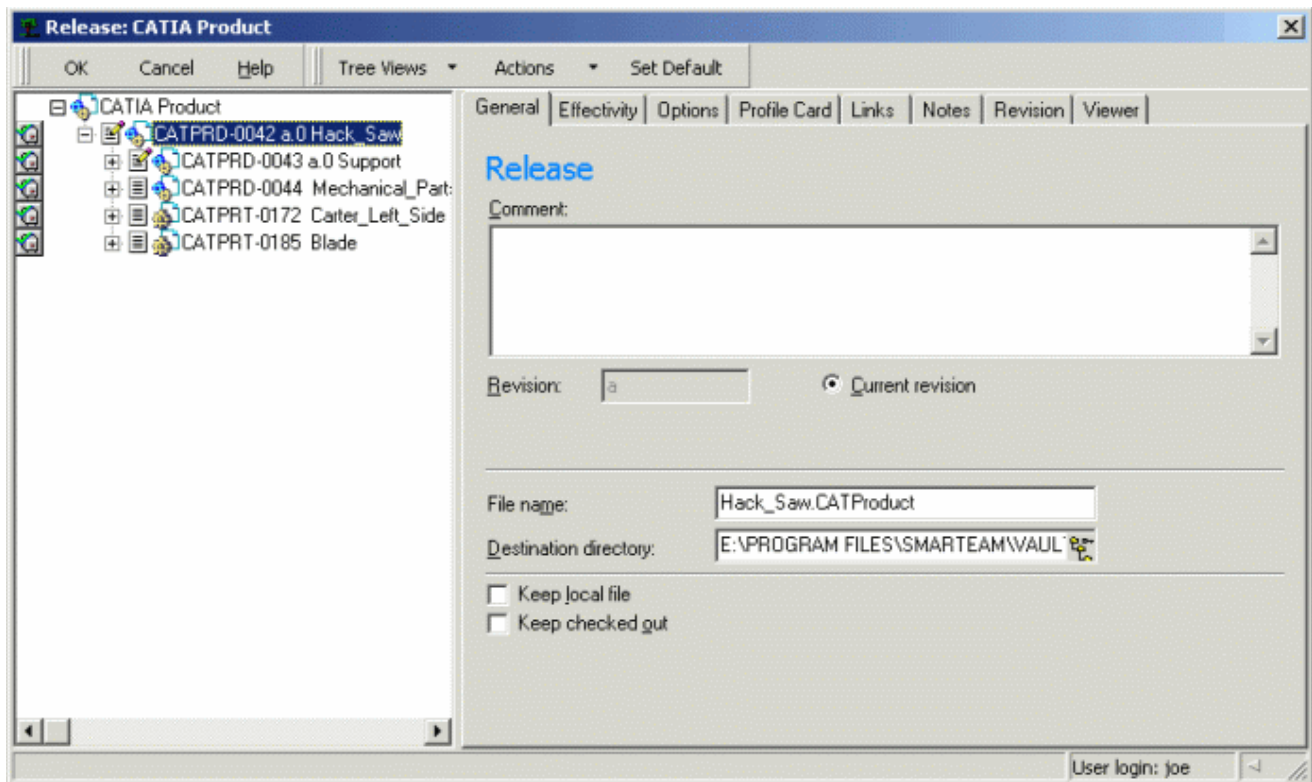 Release: CATIA Product
OK Cancel Help Tree Views Actions Set Default
CATIA Product
CATPRD-0042 a.0 Hack_Saw
CATPRD-0043 a.0 Support
CATPRD-0044 Mechanical_Part
CATPRT-0172 Carter_Left_Side
CATPRT-0185 Blade
General Effectivity Options Profile Card Links Notes Revision Viewer
Release
Comment:
Revision: a Current revision
File name: Hack_Saw.CATProduct
Destination directory: E:\PROGRAM FILES\SMARTEAM\VAUL
Keep local file
Keep checked out
User login: joe